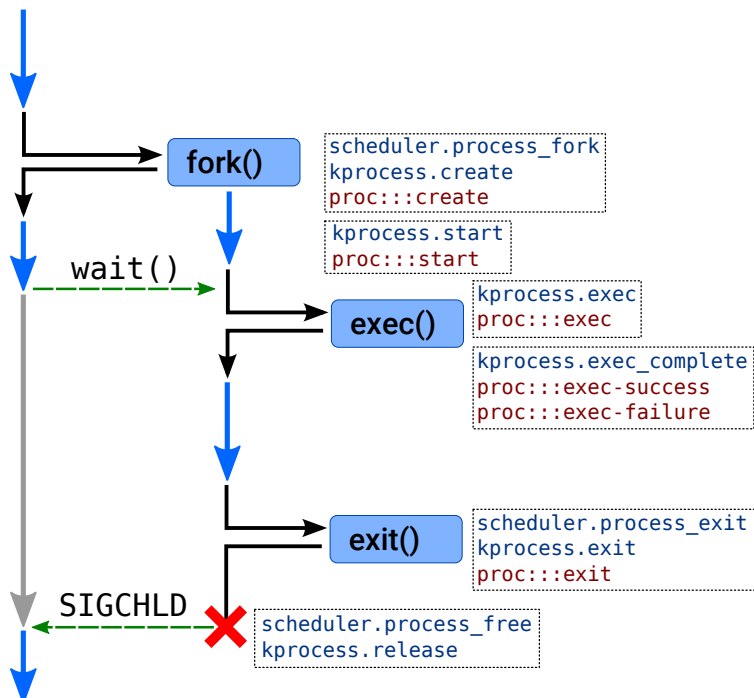 fork()
scheduler.process_fork
kprocess.create
proc:::create
kprocess.start
proc:::start
wait()
exec()
kprocess.exec
proc:::exec
kprocess.exec_complete
proc:::exec-success
proc:::exec-failure
exit()
scheduler.process_exit
kprocess.exit
proc:::exit
SIGCHLD
scheduler.process_free
kprocess.release